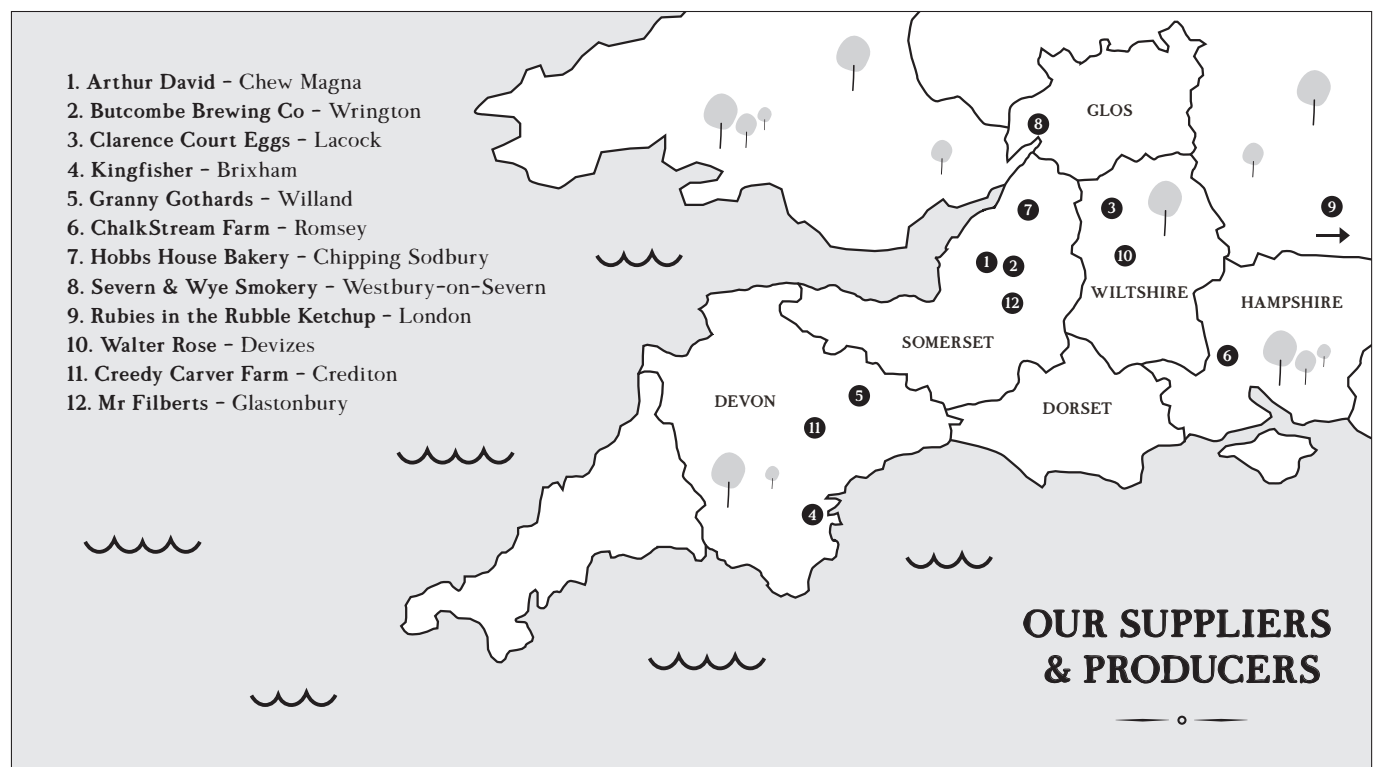 1. Arthur David – Chew Magna
2. Butcombe Brewing Co – Wrington
3. Clarence Court Eggs – Lacock
4. Kingfisher – Brixham
5. Granny Gothards – Willand
6. ChalkStream Farm – Romsey
7. Hobbs House Bakery – Chipping Sodbury
8. Severn & Wye Smokery – Westbury-on-Severn
9. Rubies in the Rubble Ketchup – London
10. Walter Rose – Devizes
11. Creedy Carver Farm – Crediton
12. Mr Filberts – Glastonbury
GLOS
8
7
3
9
1
2
10
12
WILTSHIRE
HAMPSHIRE
SOMERSET
6
DEVON
5
DORSET
11
4
OUR SUPPLIERS
& PRODUCERS